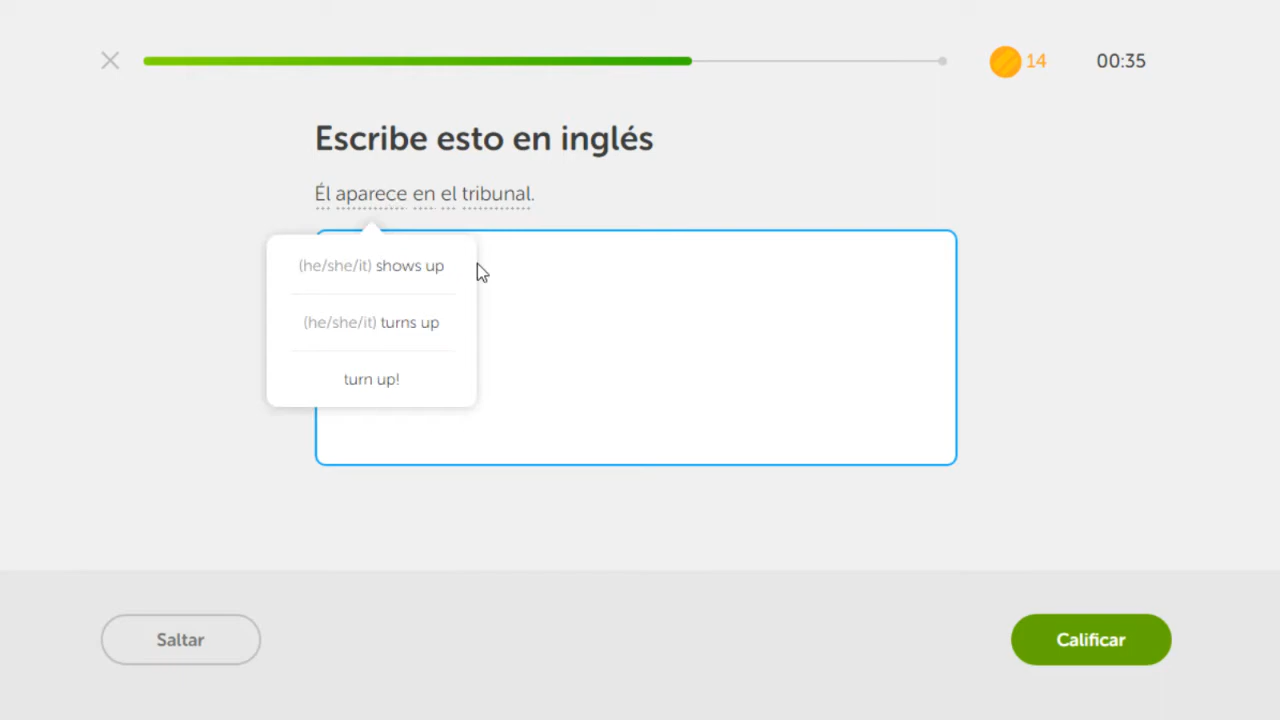 14 00:35
Escribe esto en inglés
Él aparece en el tribunal.
(he/she/it) shows up
(he/she/it) turns up
turn up!
Saltar Calificar